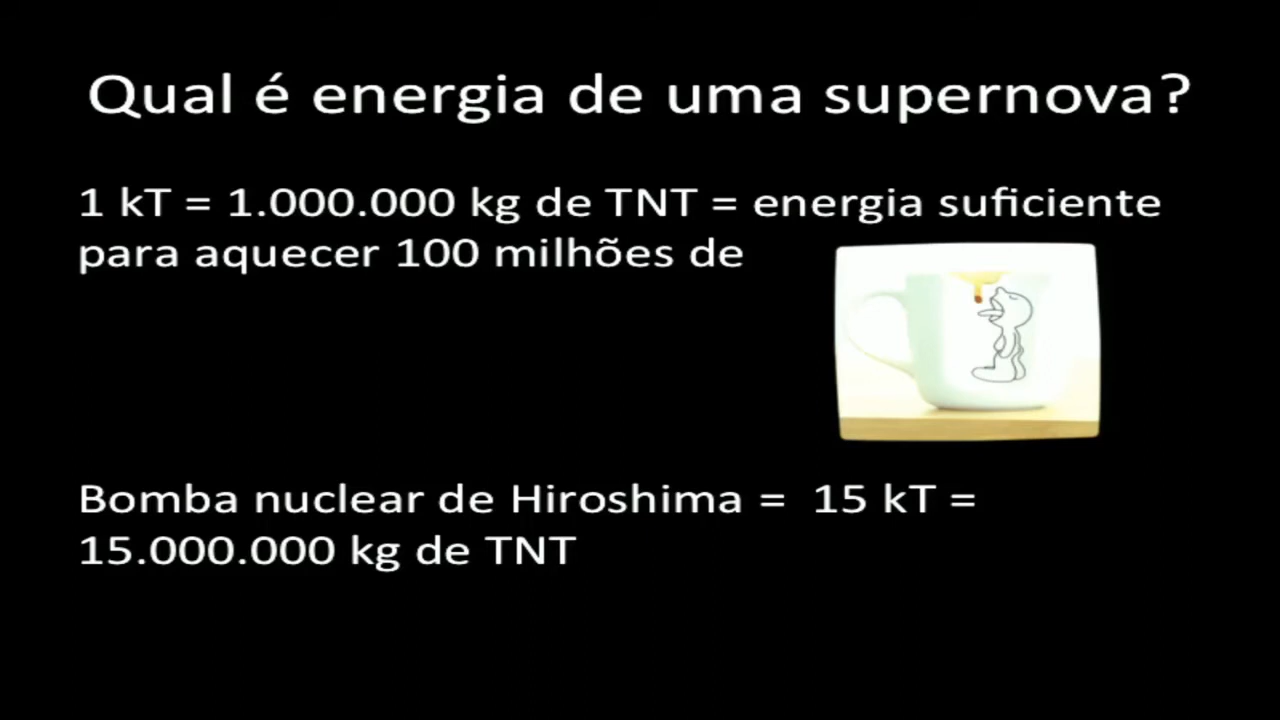 Qual é energia de uma supernova?
1 kT = 1.000.000 kg de TNT = energia suficiente
para aquecer 100 milhões de
Bomba nuclear de Hiroshima =  15 kT =
15.000.000 kg de TNT